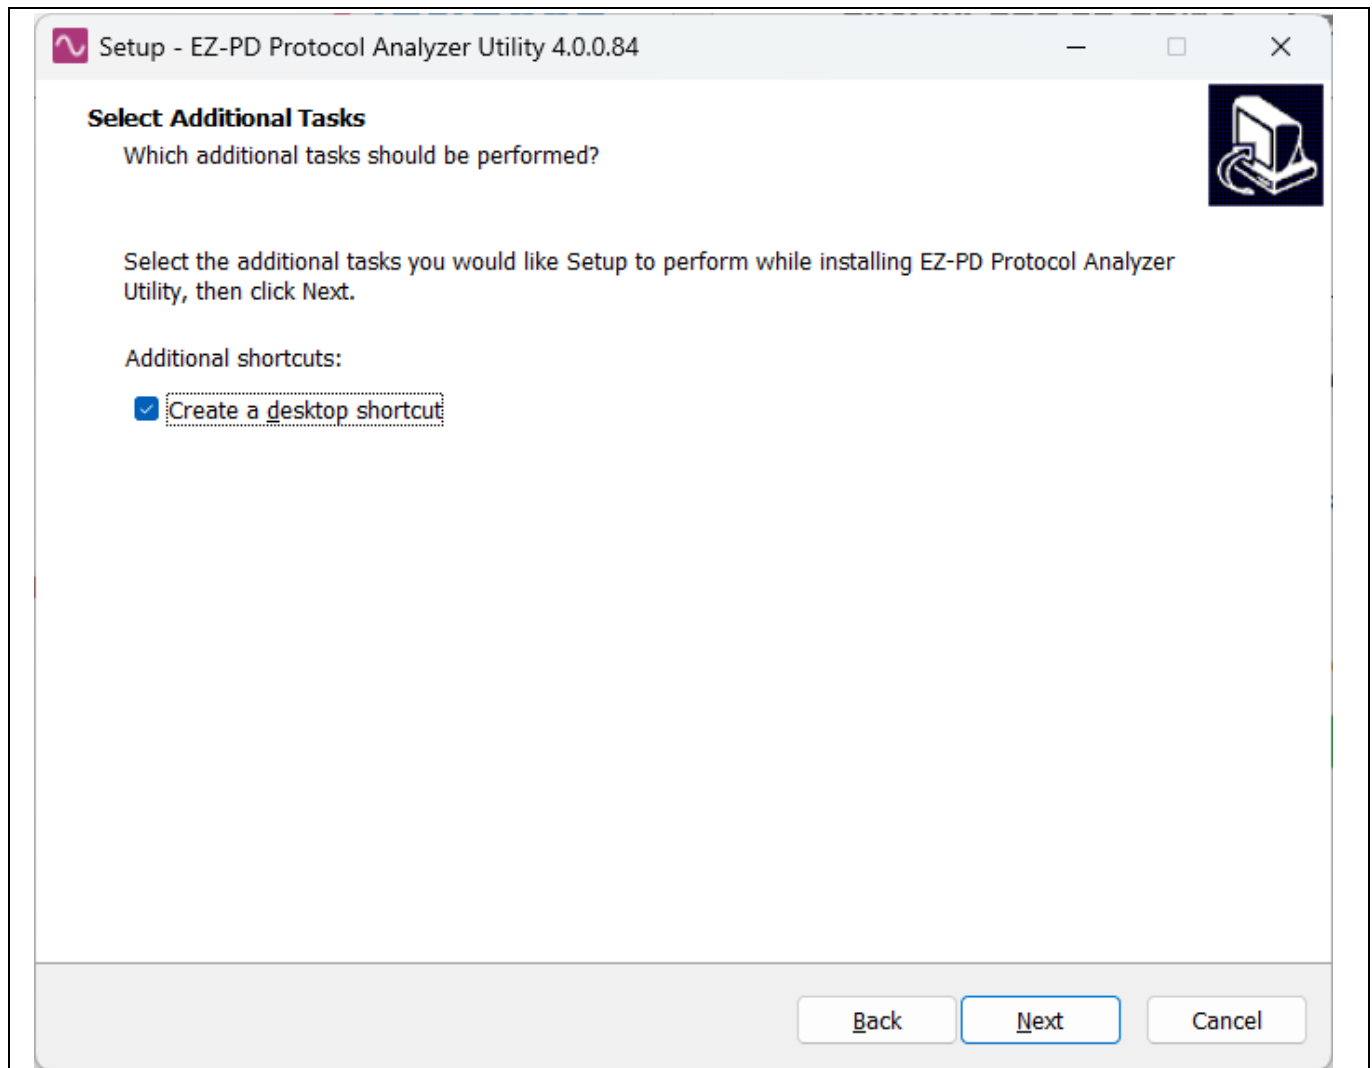 Setup - EZ-PD Protocol Analyzer Utility 4.0.0.84
Select Additional Tasks
Which additional tasks should be performed?
Select the additional tasks you would like Setup to perform while installing EZ-PD Protocol Analyzer
Utility, then click Next.
Additional shortcuts:
Create a desktop shortcut
Back
Next
Cancel